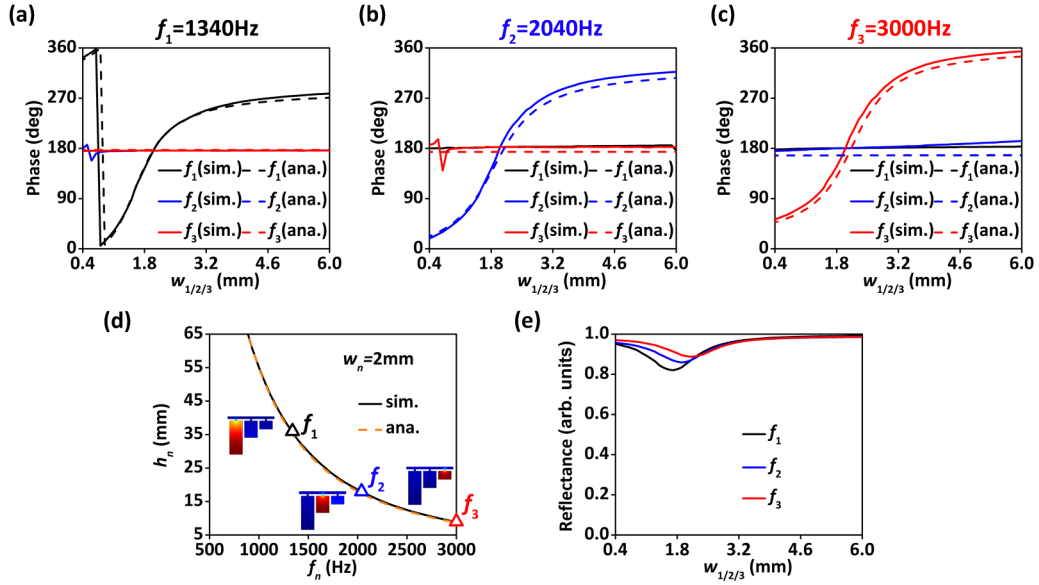 (a) f1=1340Hz
Phase (deg)
360
270
180
90
0
f1(sim.) f1(ana.)
f2(sim.) f2(ana.)
f3(sim.) f3(ana.)
0.4 1.8 3.2 4.6 6.0
w1/2/3 (mm)
(b) f2=2040Hz
Phase (deg)
360
270
180
90
0
f1(sim.) f1(ana.)
f2(sim.) f2(ana.)
f3(sim.) f3(ana.)
0.4 1.8 3.2 4.6 6.0
w1/2/3 (mm)
(c) f3=3000Hz
Phase (deg)
360
270
180
90
0
f1(sim.) f1(ana.)
f2(sim.) f2(ana.)
f3(sim.) f3(ana.)
0.4 1.8 3.2 4.6 6.0
w1/2/3 (mm)
(d)
hn (mm)
65
55
45
35
25
15
5
wn=2mm
sim.
ana.
f1
f2
f3
500 1000 1500 2000 2500 3000
fn (Hz)
(e)
Reflectance (arb. units)
1.0
0.8
0.6
0.4
0.2
0.0
f1
f2
f3
0.4 1.8 3.2 4.6 6.0
w1/2/3 (mm)